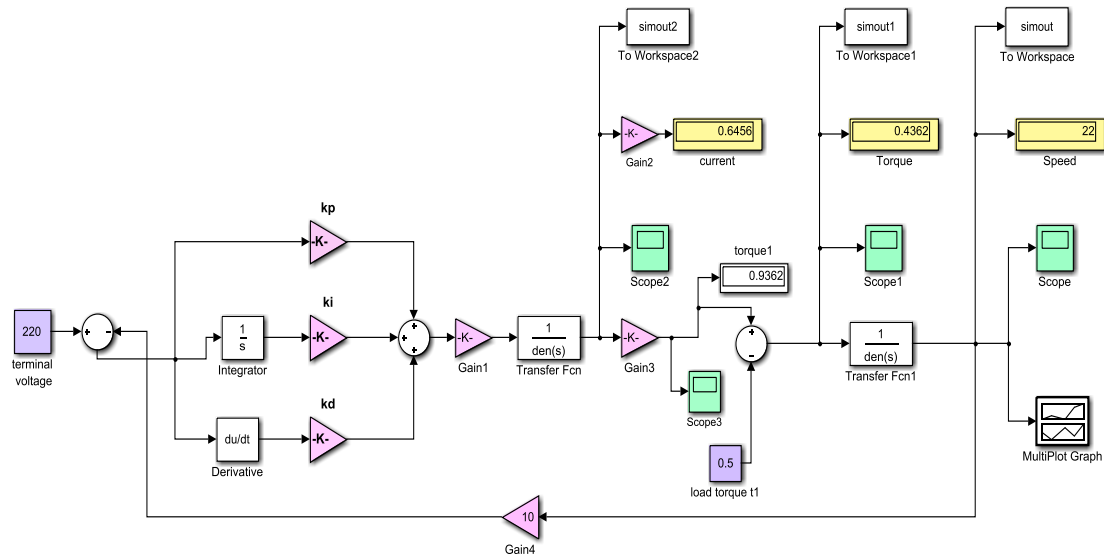 simout2
To Workspace2
simout1
To Workspace1
simout
To Workspace
-K-
Gain2
0.6456
current
0.4362
Torque
22
Speed
kp
-K-
Scope2
torque1
0.9362
Scope1
Scope
220
terminal
voltage
+
-
1
s
Integrator
ki
-K-
+
+
+
-K-
Gain1
1
den(s)
Transfer Fcn
-K-
Gain3
+
-
1
den(s)
Transfer Fcn1
Scope3
du/dt
Derivative
kd
-K-
0.5
load torque t1
MultiPlot Graph
10
Gain4